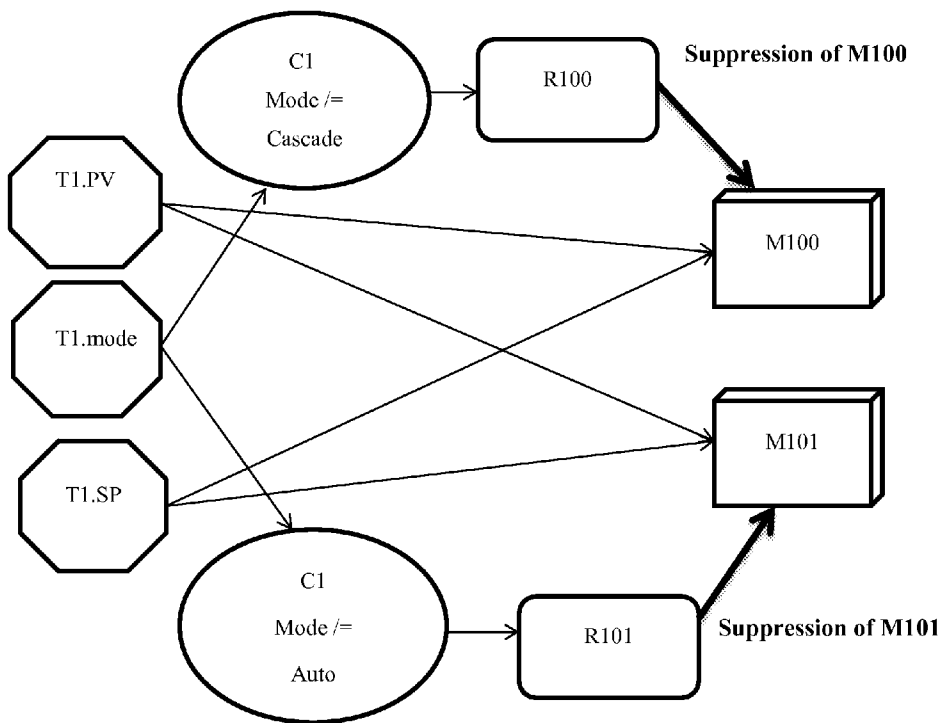 C1
Mode /=
Cascade
R100
Suppression of M100
T1.PV
M100
T1.mode
M101
T1.SP
C1
Mode /=
Auto
R101
Suppression of M101